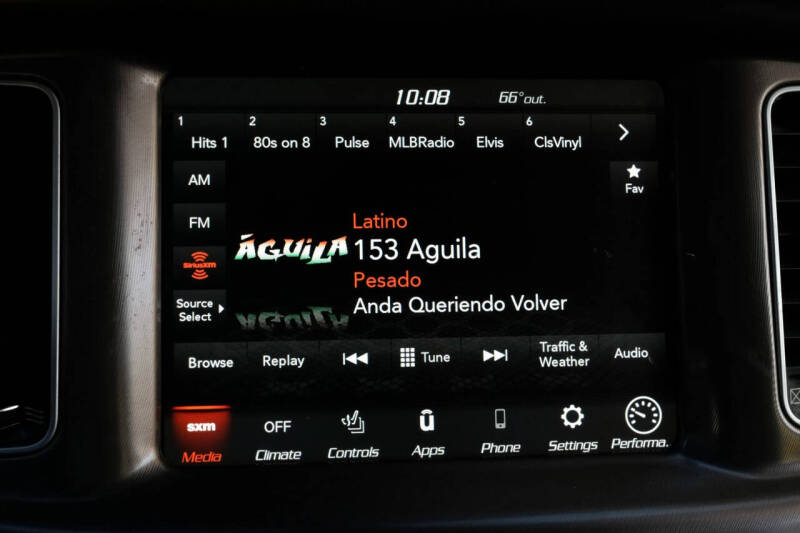 10:08 66°out.
1 2 3 4 5 6
Hits 1 80s on 8 Pulse MLBRadio Elvis ClsVinyl
AM
Fav
FM
Latino
ÁGUILA 153 Aguila
SiriusXM
Pesado
Source
Select
Anda Queriendo Volver
ÁGUILA
Browse Replay Tune Traffic &
Weather Audio
sxm OFF û
Media Climate Controls Apps Phone Settings Performa.